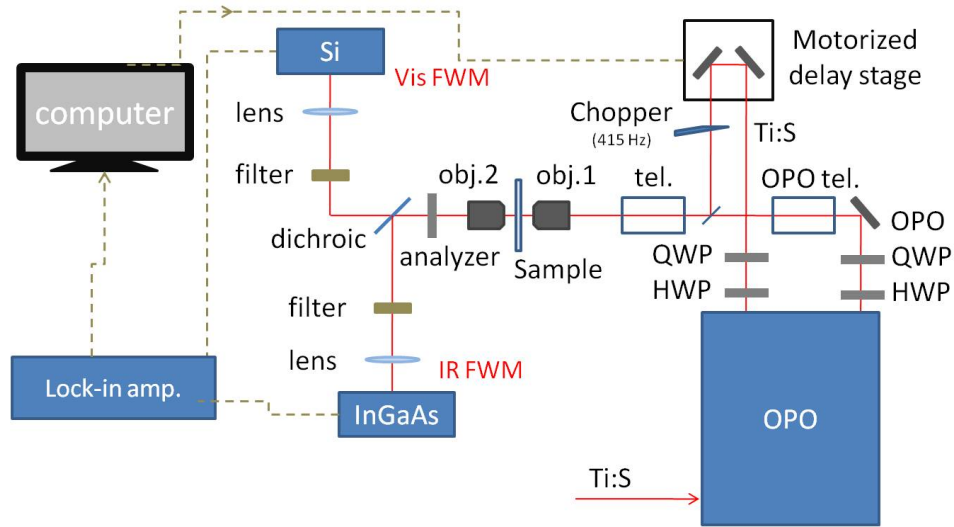 Si
Vis FWM
Motorized
delay stage
computer
lens
Chopper
(415 Hz)
Ti:S
filter
obj.2
obj.1
tel.
OPO tel.
OPO
dichroic
analyzer
Sample
QWP
QWP
HWP
HWP
filter
lens
IR FWM
Lock-in amp.
InGaAs
OPO
Ti:S